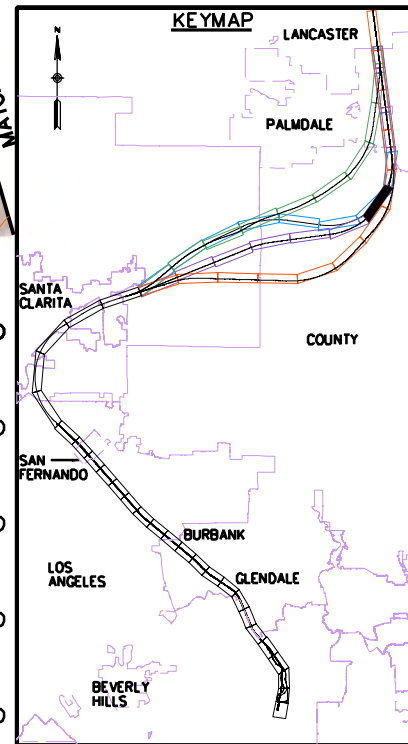 KEYMAP
N
LANCASTER
PALMDALE
SANTA
CLARITA
COUNTY
SAN
FERNANDO
BURBANK
LOS
ANGELES
GLENDALE
BEVERLY
HILLS